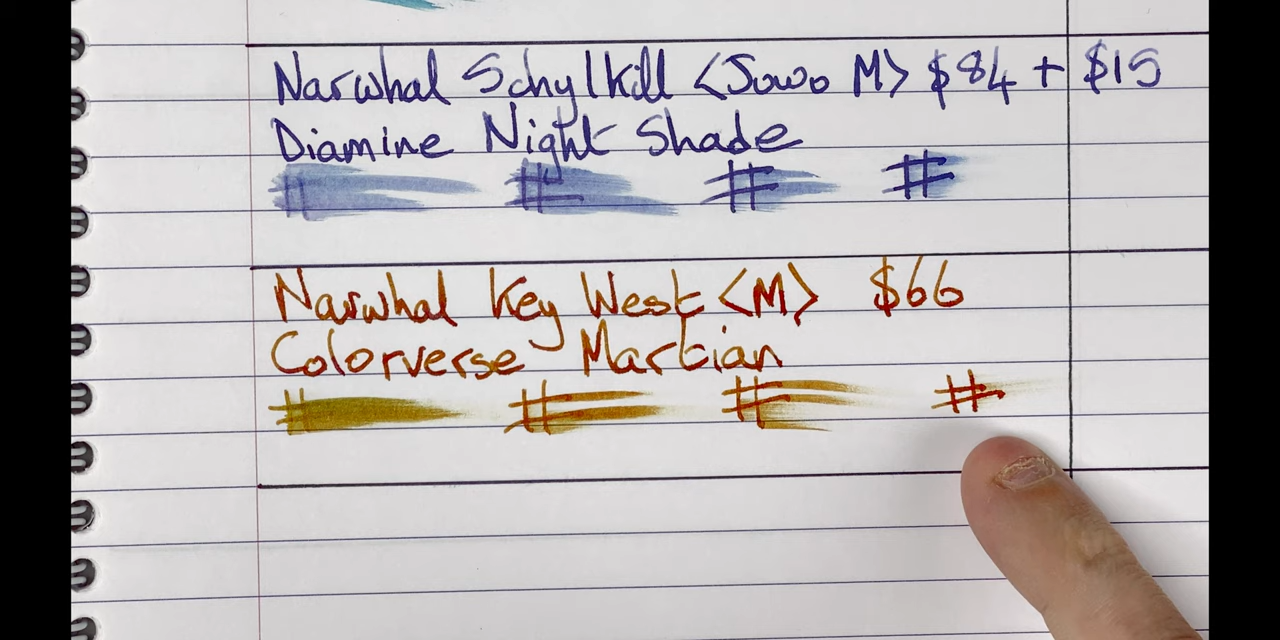 Narwhal Schylkill <Jowo M> $84 + $15
Diamine Night Shade
# # # #
Narwhal Key West <M> $66
Colorverse Martian
# # # #